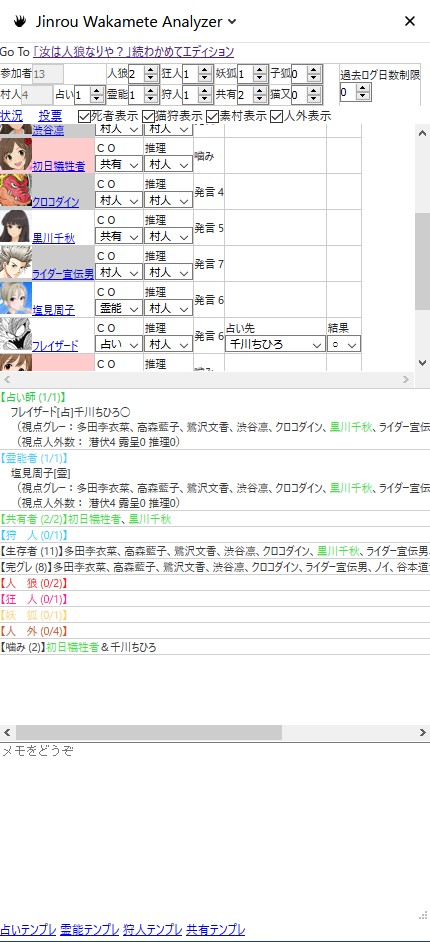 Jinrou Wakamete Analyzer
Go To 「汝は人狼なりや？」続わかめてエディション
参加者 13 人狼 2 狂人 1 妖狐 1 子狐 0 過去ログ日数制限
村人 4 占い 1 霊能 1 狩人 1 共有 2 猫又 0 0
状況 投票 死者表示 猫狩表示 素村表示 人外表示
渋谷凛 村人 村人
ＣＯ 推理
初日犠牲者 共有 村人 噛み
ＣＯ 推理
クロコダイン 村人 村人 発言 4
ＣＯ 推理
黒川千秋 共有 村人 発言 5
ＣＯ 推理
ライダー宣伝男 村人 村人 発言 7
ＣＯ 推理
塩見周子 霊能 村人 発言 6
ＣＯ 推理 占い先 結果
フレイザード 占い 村人 発言 6 千川ちひろ ○
ＣＯ 推理
【占い師 (1/1)】
フレイザード[占]千川ちひろ○
（視点グレー：多田李衣菜、高森藍子、鷺沢文香、渋谷凛、クロコダイン、黒川千秋、ライダー宣伝
（視点人外数： 潜伏4 露呈0 推理0）
【霊能者 (1/1)】
塩見周子[霊]
（視点グレー：多田李衣菜、高森藍子、鷺沢文香、渋谷凛、クロコダイン、黒川千秋、ライダー宣伝
（視点人外数： 潜伏4 露呈0 推理0）
【共有者 (2/2)】初日犠牲者、黒川千秋
【狩　人 (0/1)】
【生存者 (11)】多田李衣菜、高森藍子、鷺沢文香、渋谷凛、クロコダイン、黒川千秋、ライダー宣伝男、
【完グレ (8)】多田李衣菜、高森藍子、鷺沢文香、渋谷凛、クロコダイン、ライダー宣伝男、ノイ、谷本道
【人　狼 (0/2)】
【狂　人 (0/1)】
【妖　狐 (0/1)】
【人　外 (0/4)】
【噛み (2)】初日犠牲者＆千川ちひろ
メモをどうぞ
占いテンプレ 霊能テンプレ 狩人テンプレ 共有テンプレ